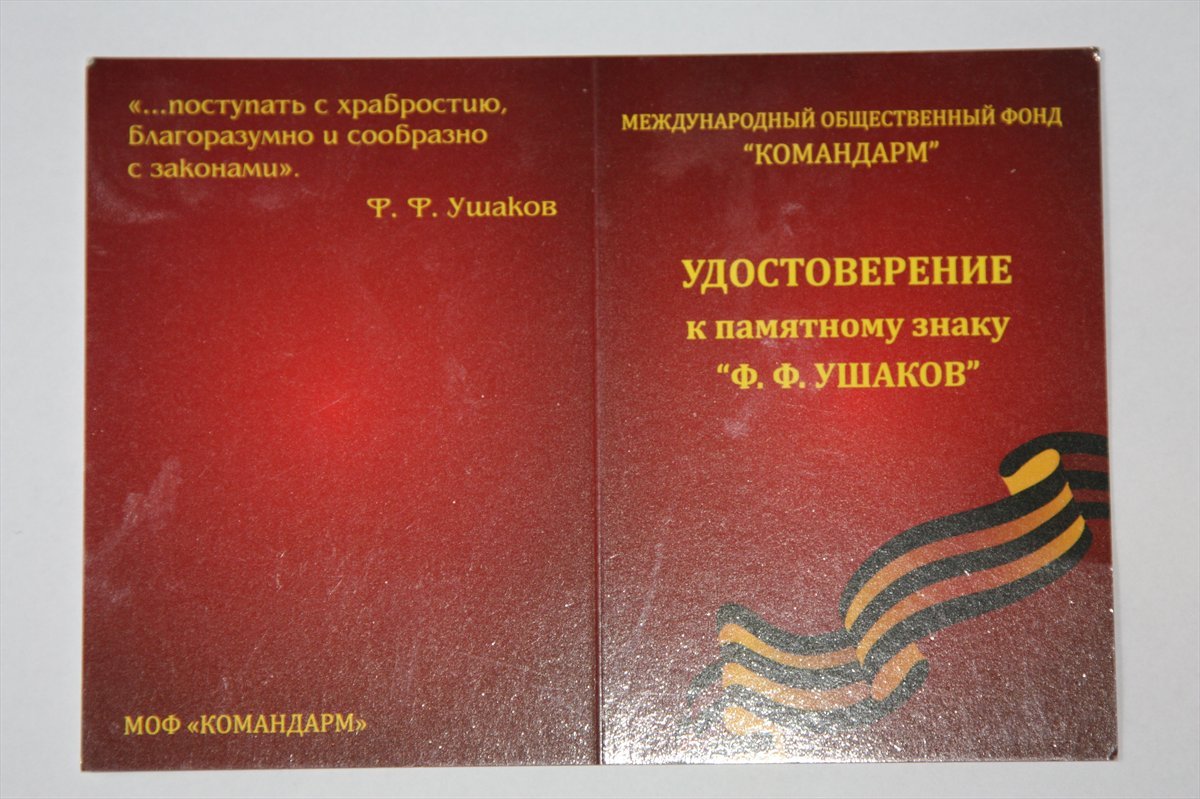 «...поступать с храбростию,
благоразумно и сообразно
с законами».
Ф. Ф. Ушаков
МОФ «КОМАНДАРМ»
МЕЖДУНАРОДНЫЙ ОБЩЕСТВЕННЫЙ ФОНД
“КОМАНДАРМ”
УДОСТОВЕРЕНИЕ
к памятному знаку
“Ф. Ф. УШАКОВ”